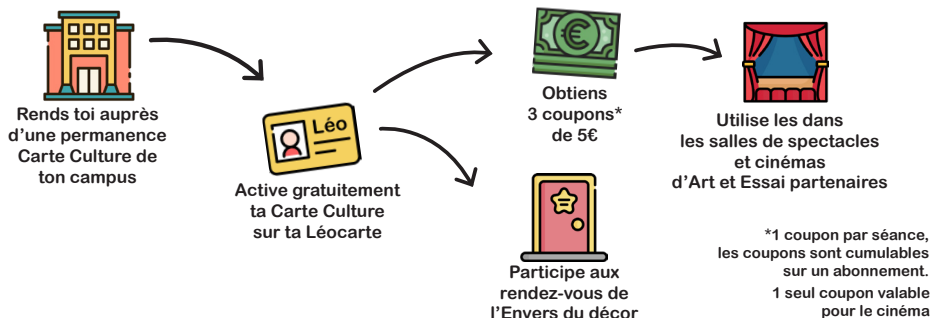 Rends toi auprès
d'une permanence
Carte Culture de
ton campus
Léo
Active gratuitement
ta Carte Culture
sur ta Léocarte
Obtiens
3 coupons*
de 5€
Utilise les dans
les salles de spectacles
et cinémas
d'Art et Essai partenaires
Participe aux
rendez-vous de
l'Envers du décor
*1 coupon par séance,
les coupons sont cumulables
sur un abonnement.
1 seul coupon valable
pour le cinéma